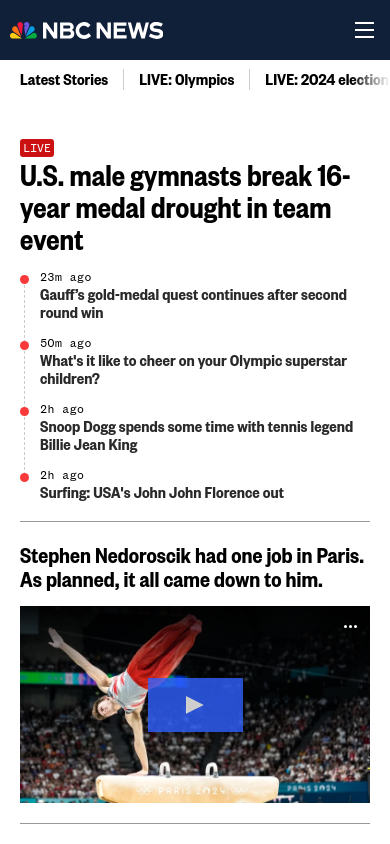 NBC NEWS
Latest Stories
LIVE: Olympics
LIVE: 2024 election
LIVE
U.S. male gymnasts break 16-
year medal drought in team
event
23m ago
Gauff's gold-medal quest continues after second
round win
50m ago
What's it like to cheer on your Olympic superstar
children?
2h ago
Snoop Dogg spends some time with tennis legend
Billie Jean King
2h ago
Surfing: USA's John John Florence out
Stephen Nedoroscik had one job in Paris.
As planned, it all came down to him.
PARIS 2024
PARIS 2024